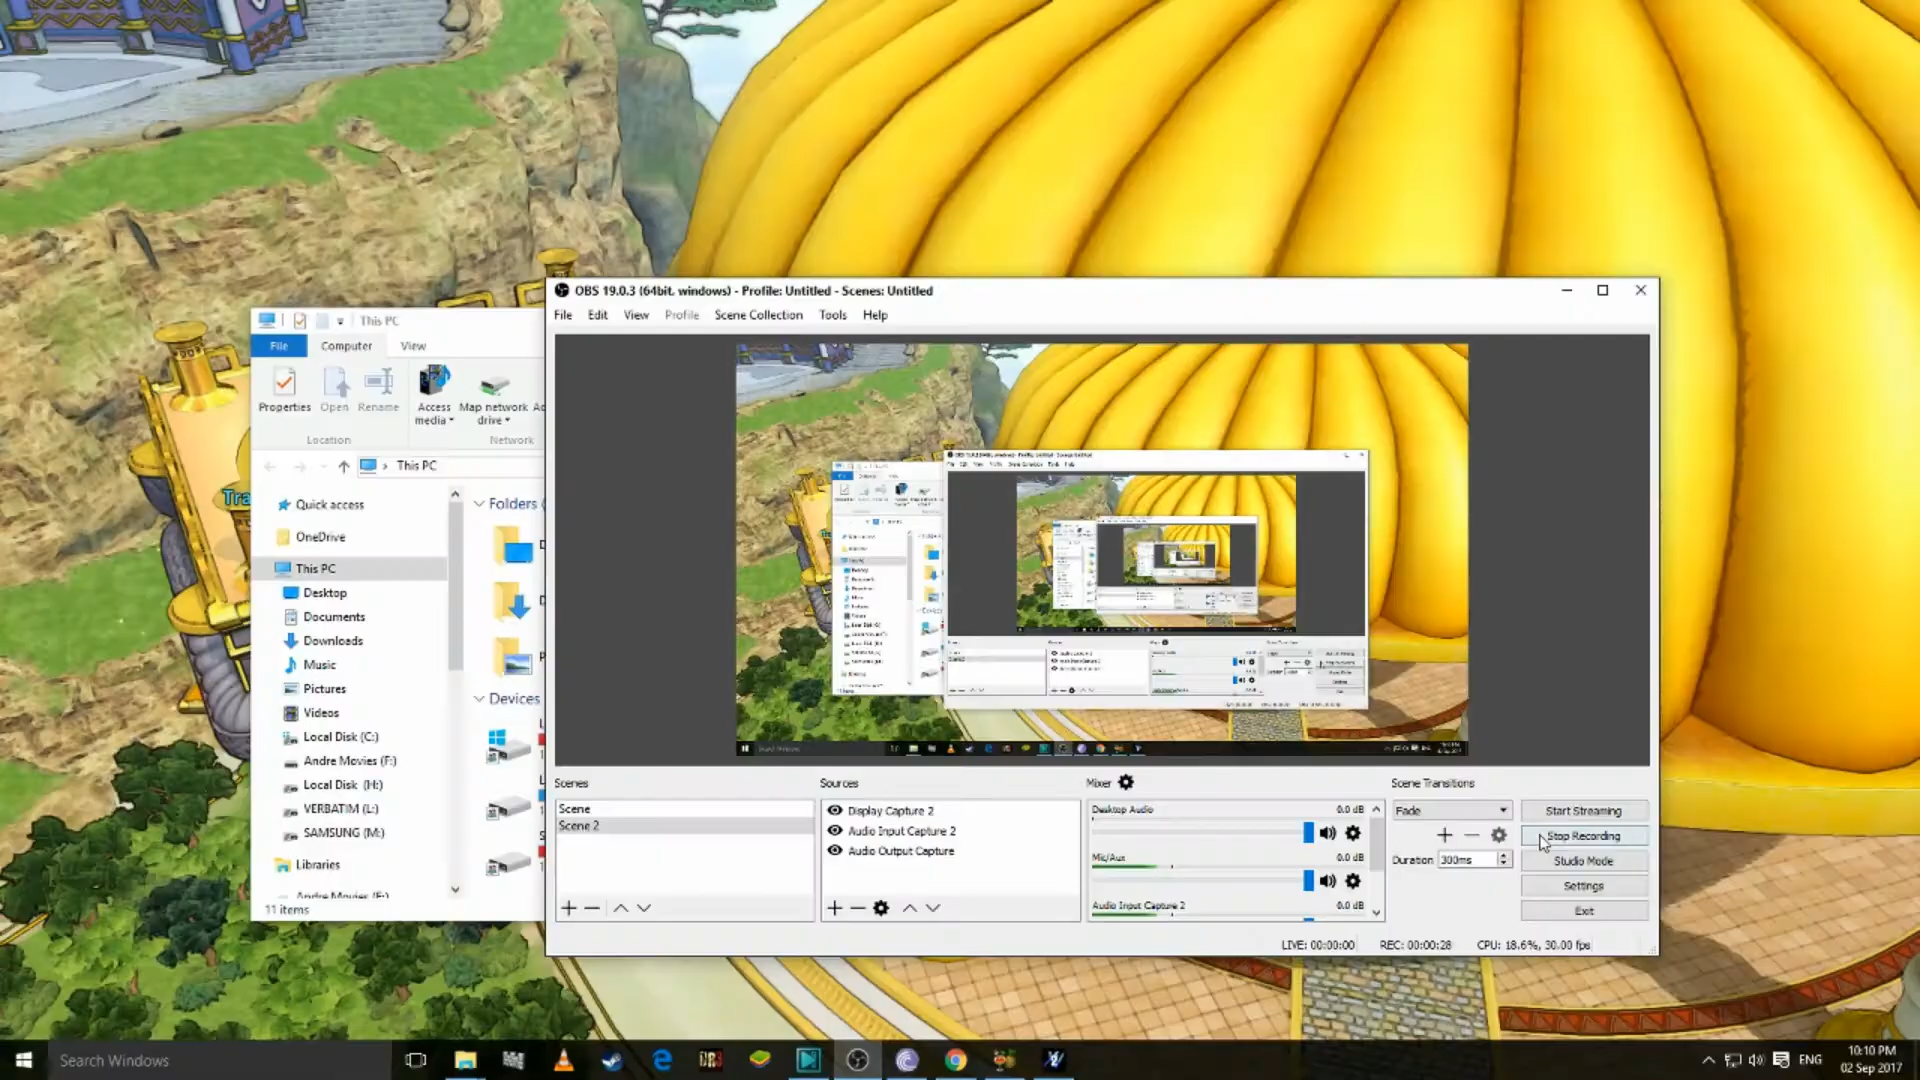 OBS 19.0.3 (64bit, windows) - Profile: Untitled - Scenes: Untitled
File Edit View Profile Scene Collection Tools Help
This PC
File Computer View
Properties Open Rename Access media Map network drive
Location Network
This PC
Quick access
OneDrive
This PC
Desktop
Documents
Downloads
Music
Pictures
Videos
Local Disk (C:)
Andre Movies (F:)
Local Disk (H:)
VERBATIM (L:)
SAMSUNG (M:)
Libraries
11 items
Folders (
Devices
Tra
Scenes
Scene
Scene 2
Sources
Display Capture 2
Audio Input Capture 2
Audio Output Capture
Mixer
Desktop Audio 0.0 dB
Mic/Aux 0.0 dB
Audio Input Capture 2 0.0 dB
Scene Transitions
Fade
Duration 300ms
Start Streaming
Stop Recording
Studio Mode
Settings
Exit
LIVE: 00:00:00 REC: 00:00:28 CPU: 18.6%, 30.00 fps
Search Windows
ENG
10:10 PM
02 Sep 2017